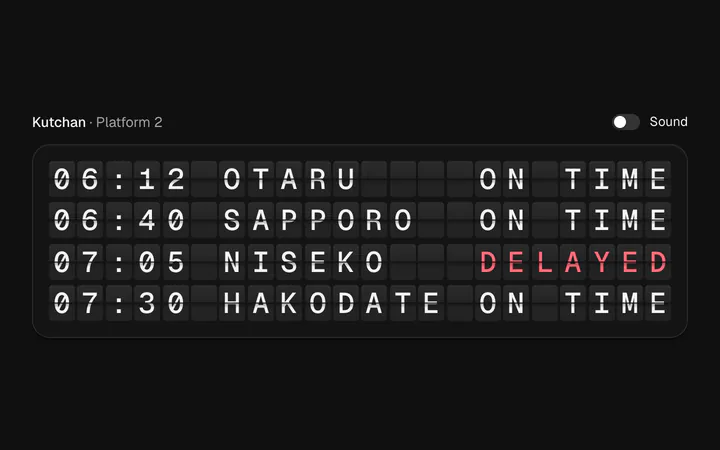 Kutchan · Platform 2
Sound
06:12 OTARU ON TIME
06:40 SAPPORO ON TIME
07:05 NISEKO DELAYED
07:30 HAKODATE ON TIME